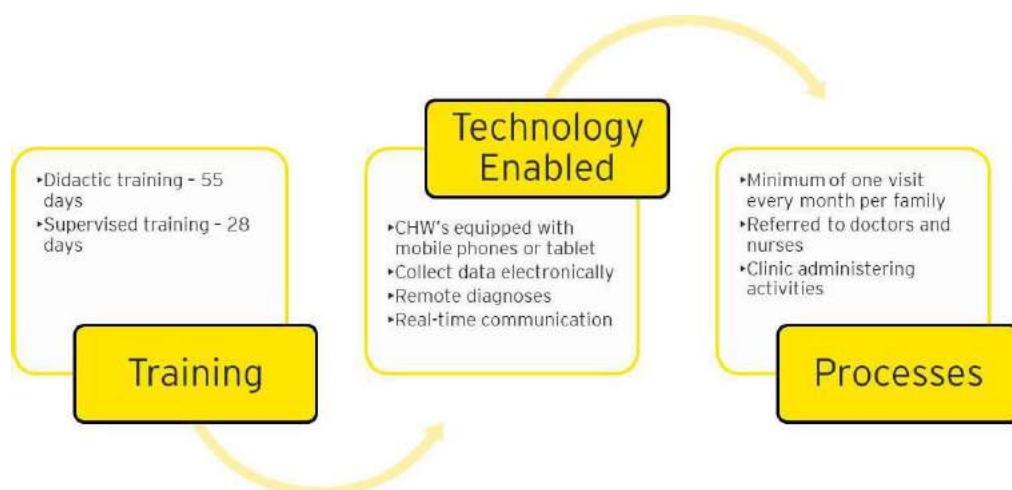 ‣Didactic training – 55
days
‣Supervised training – 28
days
Training
Technology
Enabled
‣CHW's equipped with
mobile phones or tablet
‣Collect data electronically
‣Remote diagnoses
‣Real-time communication
‣Minimum of one visit
every month per family
‣Referred to doctors and
nurses
‣Clinic administering
activities
Processes